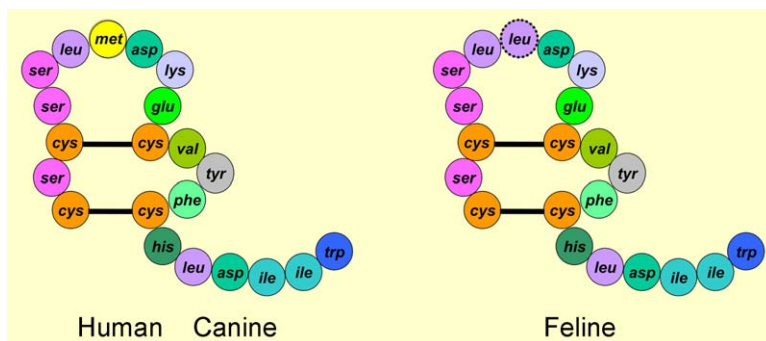 met
leu asp
ser lys
ser glu
cys cys val
ser tyr
cys cys phe
his trp
leu asp ile ile
Human Canine
leu
leu asp
ser lys
ser glu
cys cys val
ser tyr
cys cys phe
his trp
leu asp ile ile
Feline